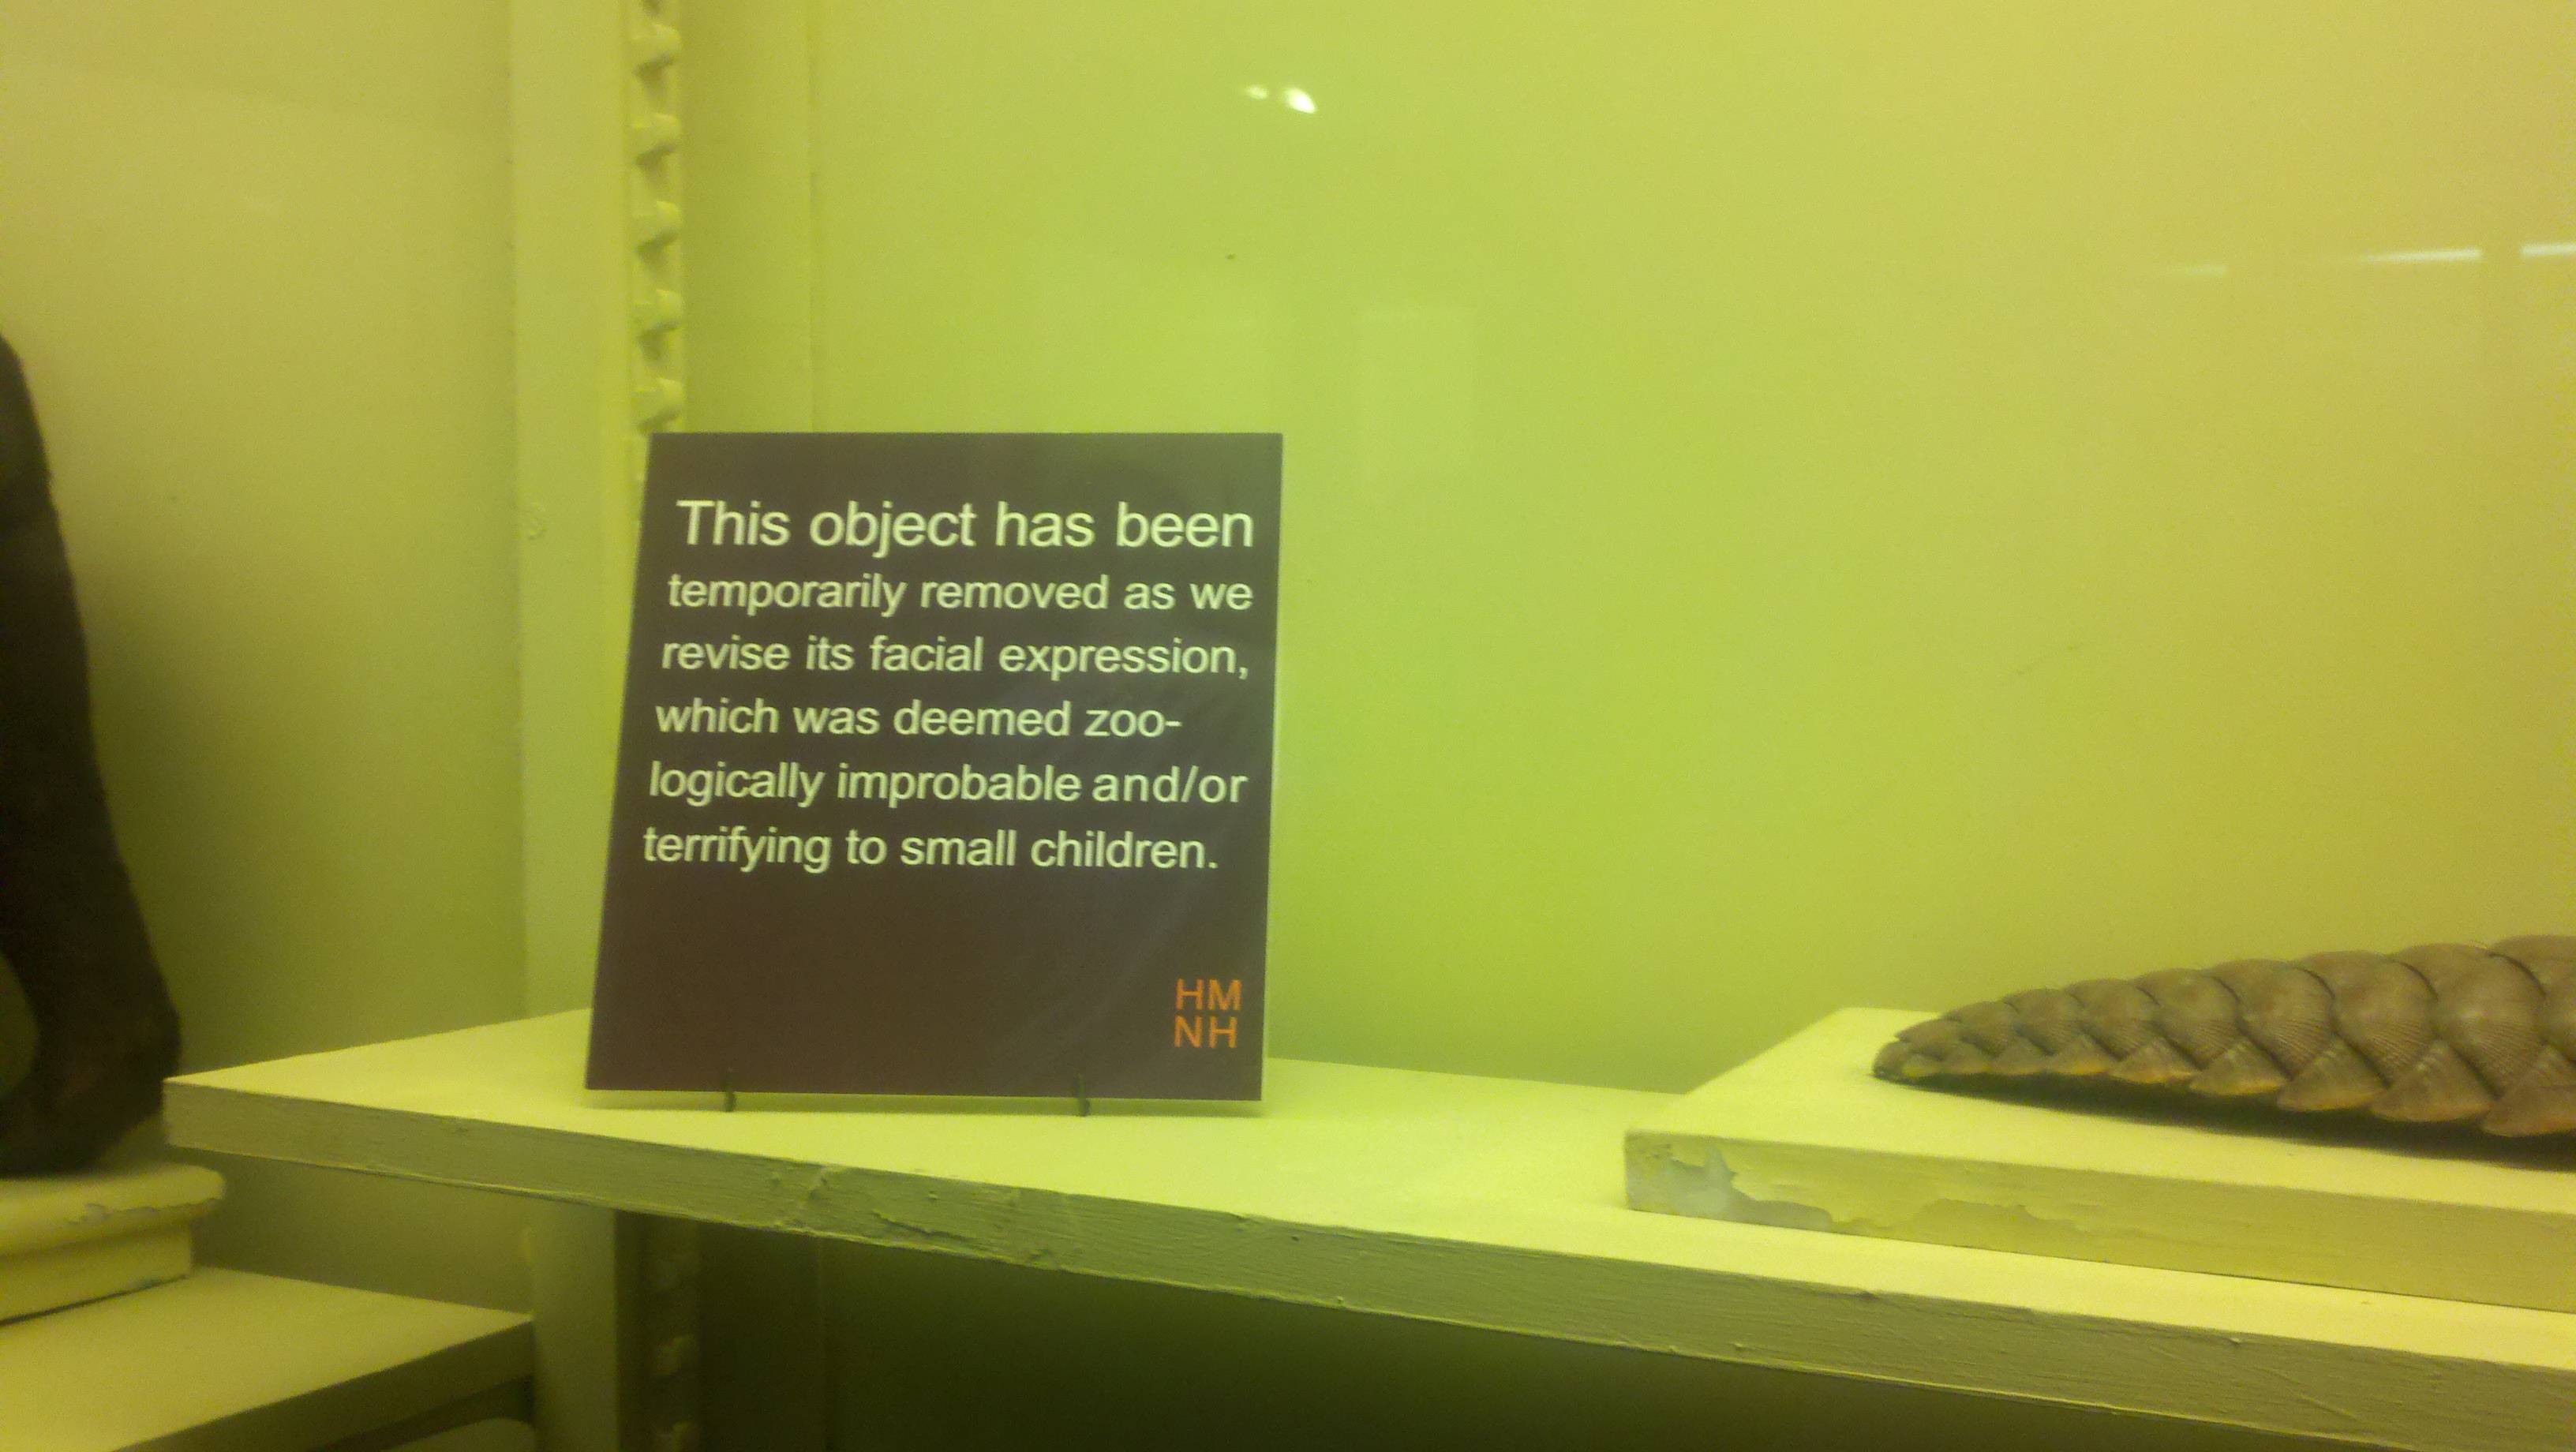 This object has been
temporarily removed as we
revise its facial expression,
which was deemed zoo-
logically improbable and/or
terrifying to small children.
HM
NH